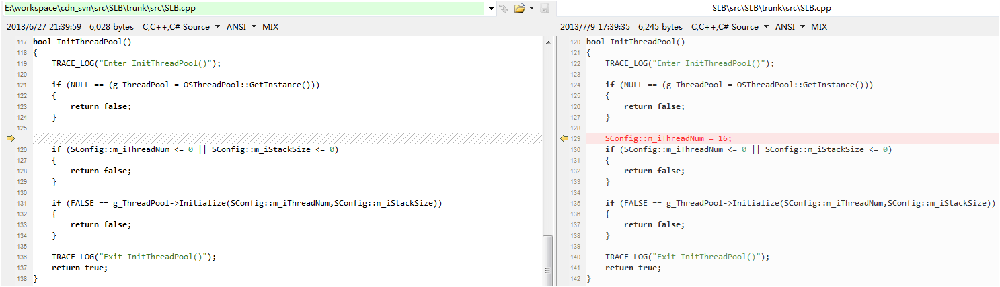 E:\workspace\cdn_svn\src\SLB\trunk\src\SLB.cpp
2013/6/27 21:39:59 6,028 bytes C,C++,C# Source ANSI MIX
117 bool InitThreadPool()
118 {
119 TRACE_LOG("Enter InitThreadPool()");
120
121 if (NULL == (g_ThreadPool = OSThreadPool::GetInstance()))
122 {
123 return false;
124 }
125
126 if (SConfig::m_iThreadNum <= 0 || SConfig::m_iStackSize <= 0)
127 {
128 return false;
129 }
130
131 if (FALSE == g_ThreadPool->Initialize(SConfig::m_iThreadNum,SConfig::m_iStackSize))
132 {
133 return false;
134 }
135
136 TRACE_LOG("Exit InitThreadPool()");
137 return true;
138 }
SLB\src\SLB\trunk\src\SLB.cpp
2013/7/9 17:39:35 6,245 bytes C,C++,C# Source ANSI MIX
120 bool InitThreadPool()
121 {
122 TRACE_LOG("Enter InitThreadPool()");
123
124 if (NULL == (g_ThreadPool = OSThreadPool::GetInstance()))
125 {
126 return false;
127 }
128
129 SConfig::m_iThreadNum = 16;
130 if (SConfig::m_iThreadNum <= 0 || SConfig::m_iStackSize <= 0)
131 {
132 return false;
133 }
134
135 if (FALSE == g_ThreadPool->Initialize(SConfig::m_iThreadNum,SConfig::m_iStackSize))
136 {
137 return false;
138 }
139
140 TRACE_LOG("Exit InitThreadPool()");
141 return true;
142 }